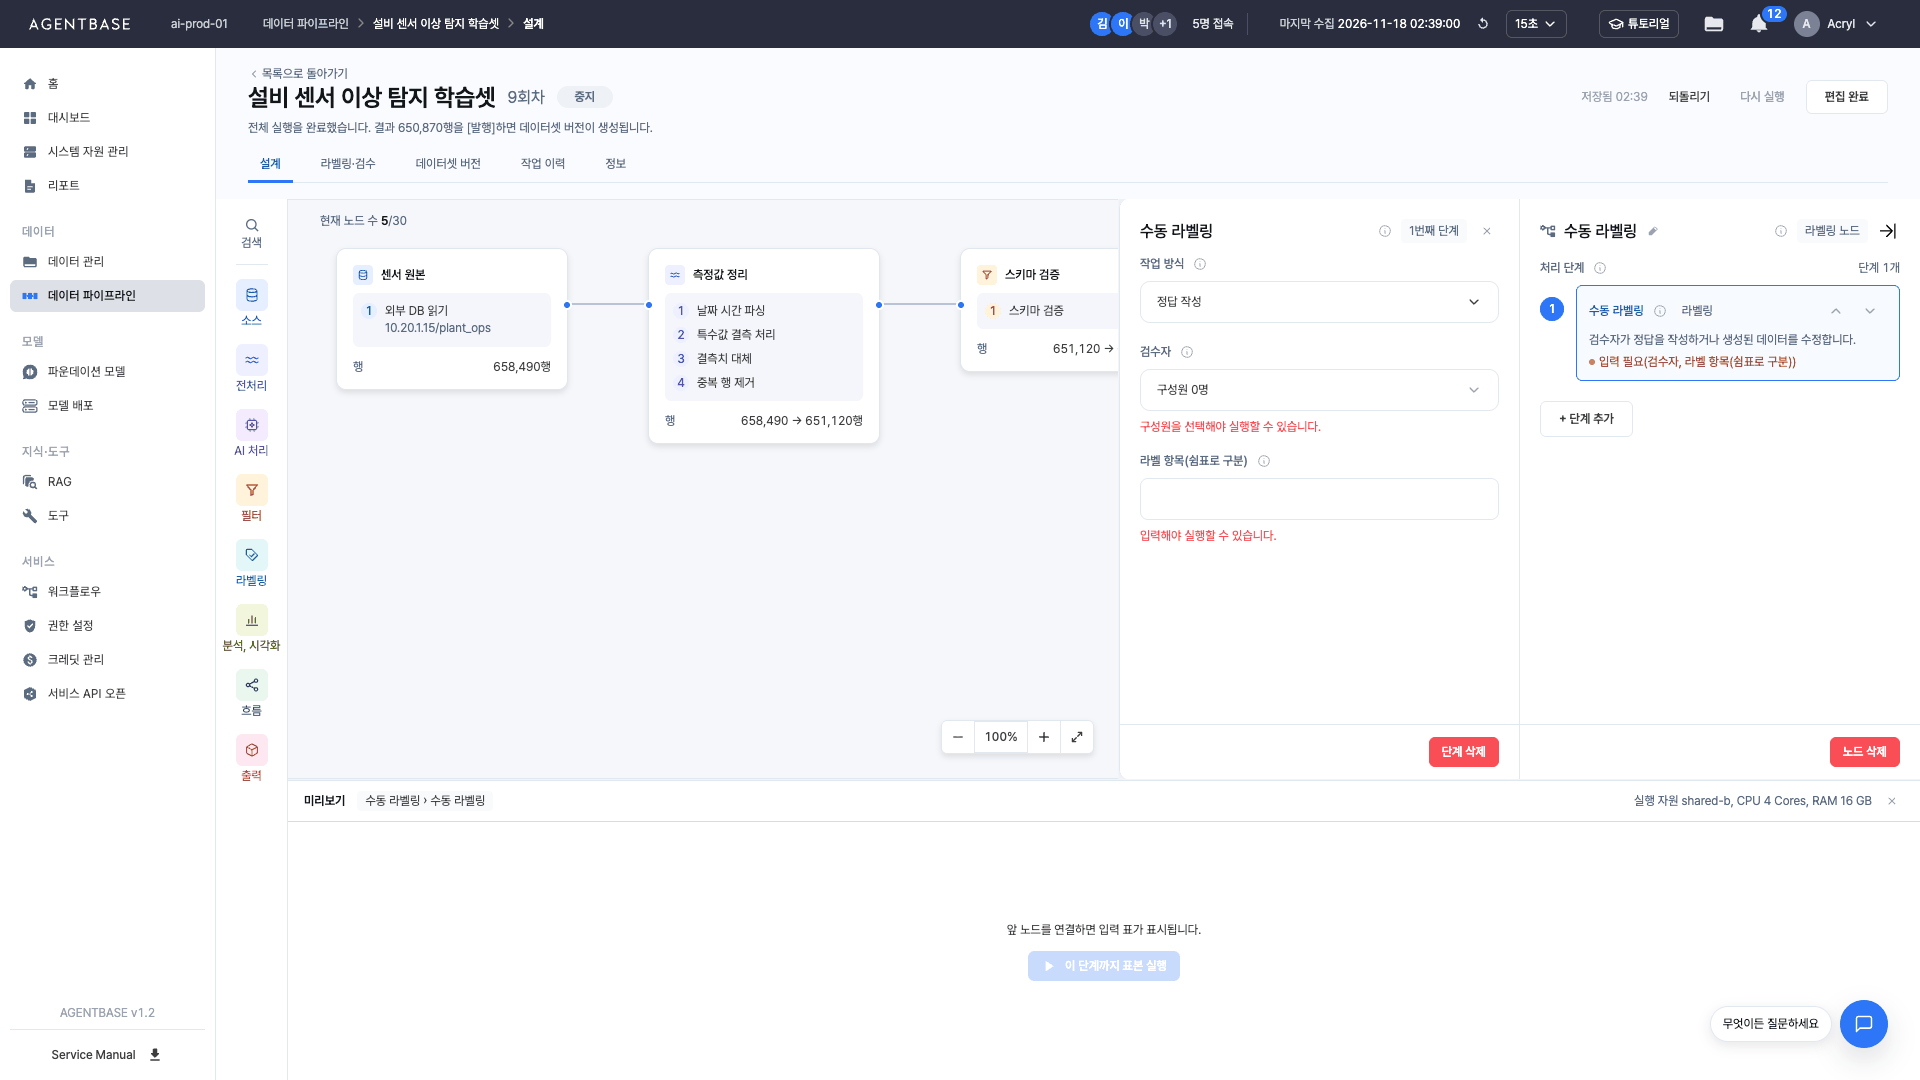 AGENTBASE
ai-prod-01
데이터 파이프라인 > 설비 센서 이상 탐지 학습셋 > 설계
김 이 박 +1 5명 접속
마지막 수집 2026-11-18 02:39:00
15초
튜토리얼
12
A Acryl
홈
대시보드
시스템 자원 관리
리포트
데이터
데이터 관리
데이터 파이프라인
모델
파운데이션 모델
모델 배포
지식·도구
RAG
도구
서비스
워크플로우
권한 설정
크레딧 관리
서비스 API 오픈
AGENTBASE v1.2
Service Manual
목록으로 돌아가기
설비 센서 이상 탐지 학습셋 9회차 중지
전체 실행을 완료했습니다. 결과 650,870행을 [발행]하면 데이터셋 버전이 생성됩니다.
저장됨 02:39 되돌리기 다시 실행 편집 완료
설계 라벨링·검수 데이터셋 버전 작업 이력 정보
검색
소스
전처리
AI 처리
필터
라벨링
분석, 시각화
흐름
출력
현재 노드 수 5/30
센서 원본
1 외부 DB 읽기
10.20.1.15/plant_ops
행 658,490행
측정값 정리
1 날짜 시간 파싱
2 특수값 결측 처리
3 결측치 대체
4 중복 행 제거
행 658,490 → 651,120행
스키마 검증
1 스키마 검증
행 651,120 →
100%
수동 라벨링 1번째 단계
작업 방식
정답 작성
검수자
구성원 0명
구성원을 선택해야 실행할 수 있습니다.
라벨 항목(쉼표로 구분)
입력해야 실행할 수 있습니다.
단계 삭제
수동 라벨링 라벨링 노드
처리 단계 단계 1개
1 수동 라벨링 라벨링
검수자가 정답을 작성하거나 생성된 데이터를 수정합니다.
입력 필요(검수자, 라벨 항목(쉼표로 구분))
+ 단계 추가
노드 삭제
미리보기 수동 라벨링 › 수동 라벨링
실행 자원 shared-b, CPU 4 Cores, RAM 16 GB
앞 노드를 연결하면 입력 표가 표시됩니다.
이 단계까지 표본 실행
무엇이든 질문하세요